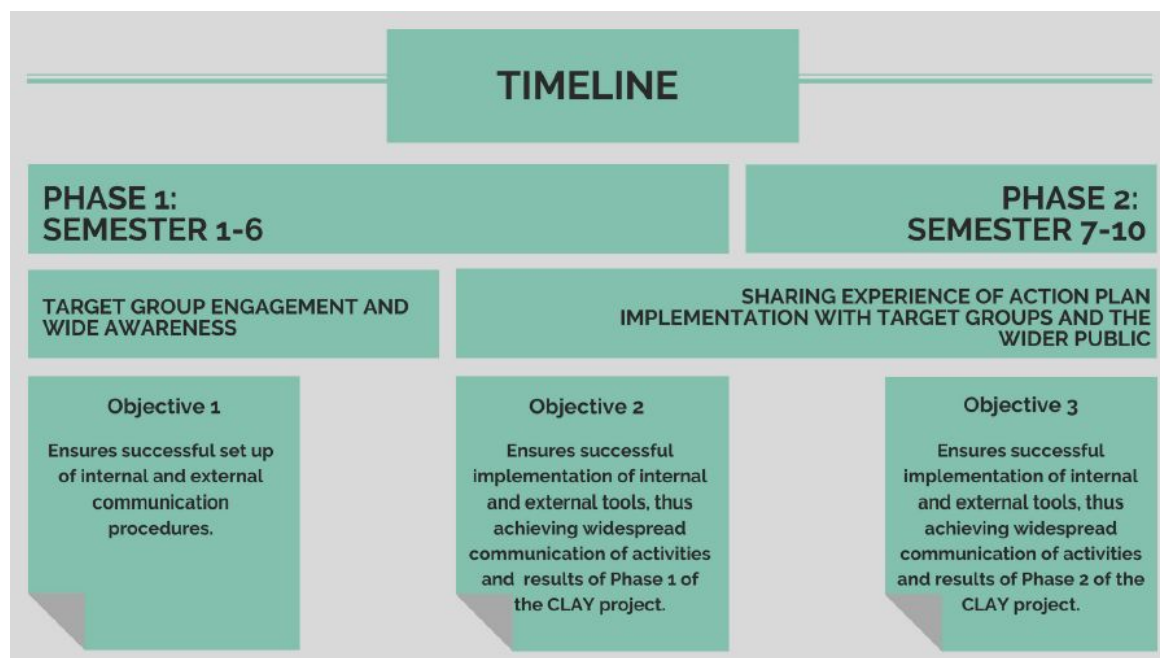 TIMELINE
PHASE 1:
SEMESTER 1-6
PHASE 2:
SEMESTER 7-10
TARGET GROUP ENGAGEMENT AND
WIDE AWARENESS
SHARING EXPERIENCE OF ACTION PLAN
IMPLEMENTATION WITH TARGET GROUPS AND THE
WIDER PUBLIC
Objective 1
Ensures successful set up
of internal and external
communication
procedures.
Objective 2
Ensures successful
implementation of internal
and external tools, thus
achieving widespread
communication of activities
and results of Phase 1 of
the CLAY project.
Objective 3
Ensures successful
implementation of internal
and external tools, thus
achieving widespread
communication of activities
and results of Phase 2 of the
CLAY project.